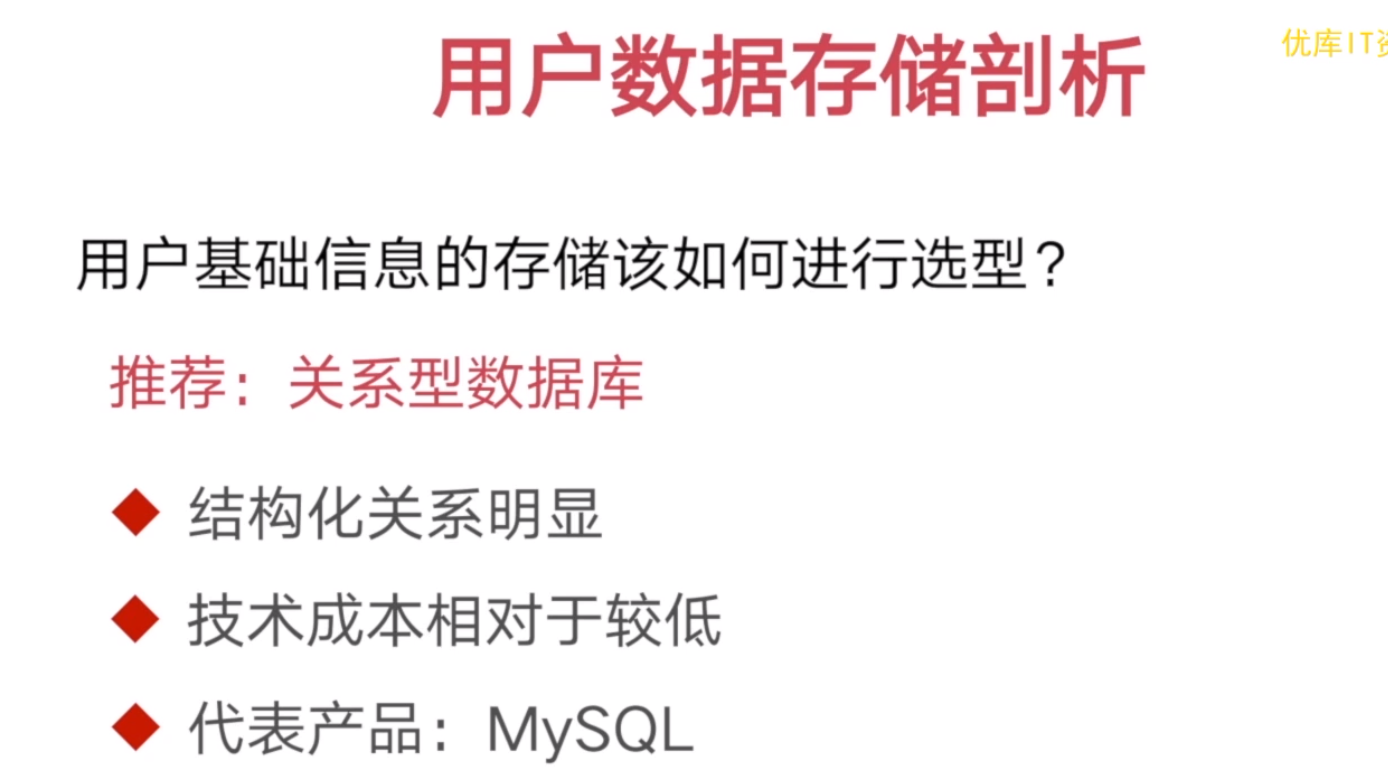 用户数据存储剖析
优库IT
用户基础信息的存储该如何进行选型？
推荐：关系型数据库
结构化关系明显
技术成本相对于较低
代表产品：MySQL